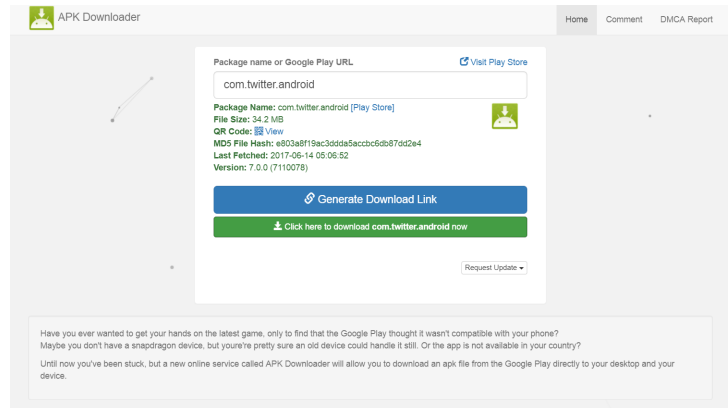 APK Downloader
Home Comment DMCA Report
Package name or Google Play URL Visit Play Store
com.twitter.android
Package Name: com.twitter.android [Play Store]
File Size: 34.2 MB
QR Code: View
MD5 File Hash: e803a8f19ac3ddda5accbc6db87dd2e4
Last Fetched: 2017-06-14 05:06:52
Version: 7.0.0 (7110078)
Generate Download Link
Click here to download com.twitter.android now
Request Update
Have you ever wanted to get your hands on the latest game, only to find that the Google Play thought it wasn't compatible with your phone?
Maybe you don't have a snapdragon device, but youre're pretty sure an old device could handle it still. Or the app is not available in your country?
Until now you've been stuck, but a new online service called APK Downloader will allow you to download an apk file from the Google Play directly to your desktop and your
device.